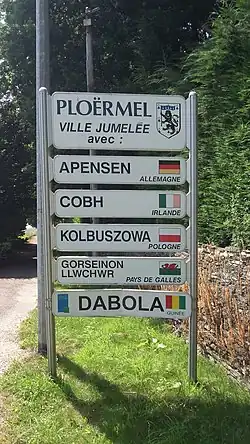 PLOËRMEL
VILLE JUMELÉE
avec :
APENSEN
ALLEMAGNE
COBH
IRLANDE
KOLBUSZOWA
POLOGNE
GORSEINON
LLWCHWR
PAYS DE GALLES
DABOLA
GUINÉE